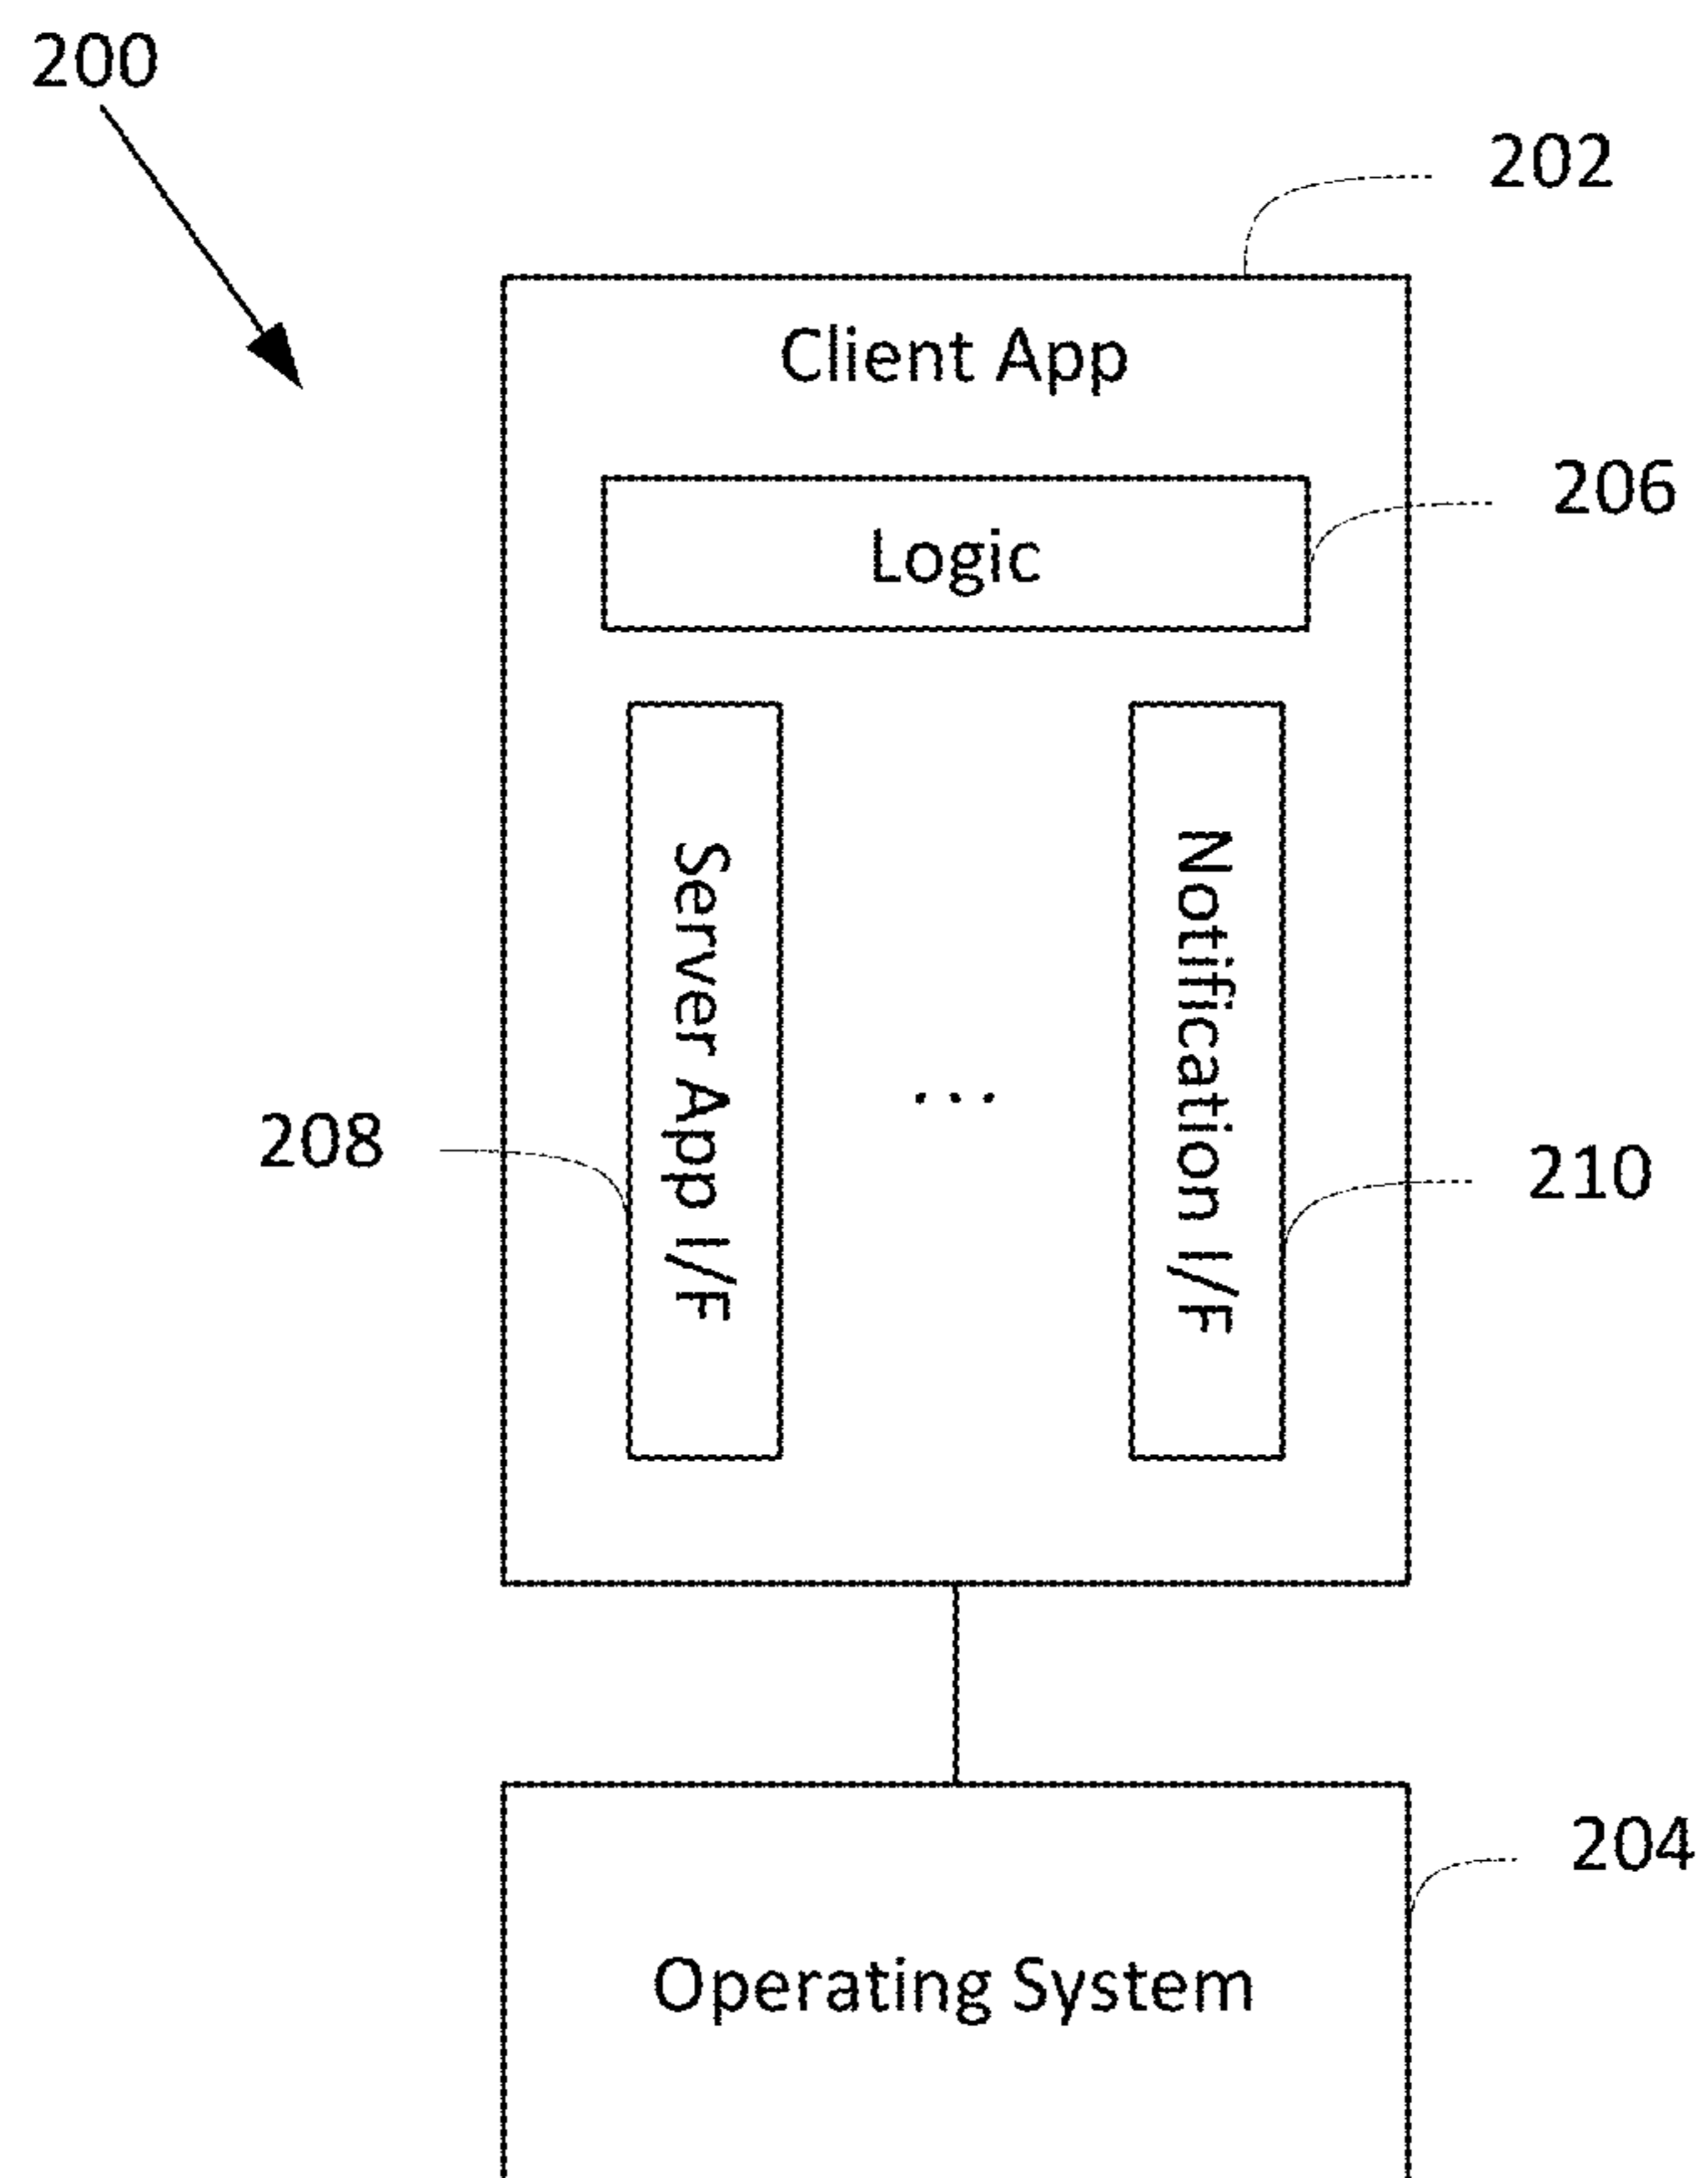 200
202
Client App
206
Logic
Server App I/F
Notification I/F
...
208
210
204
Operating System